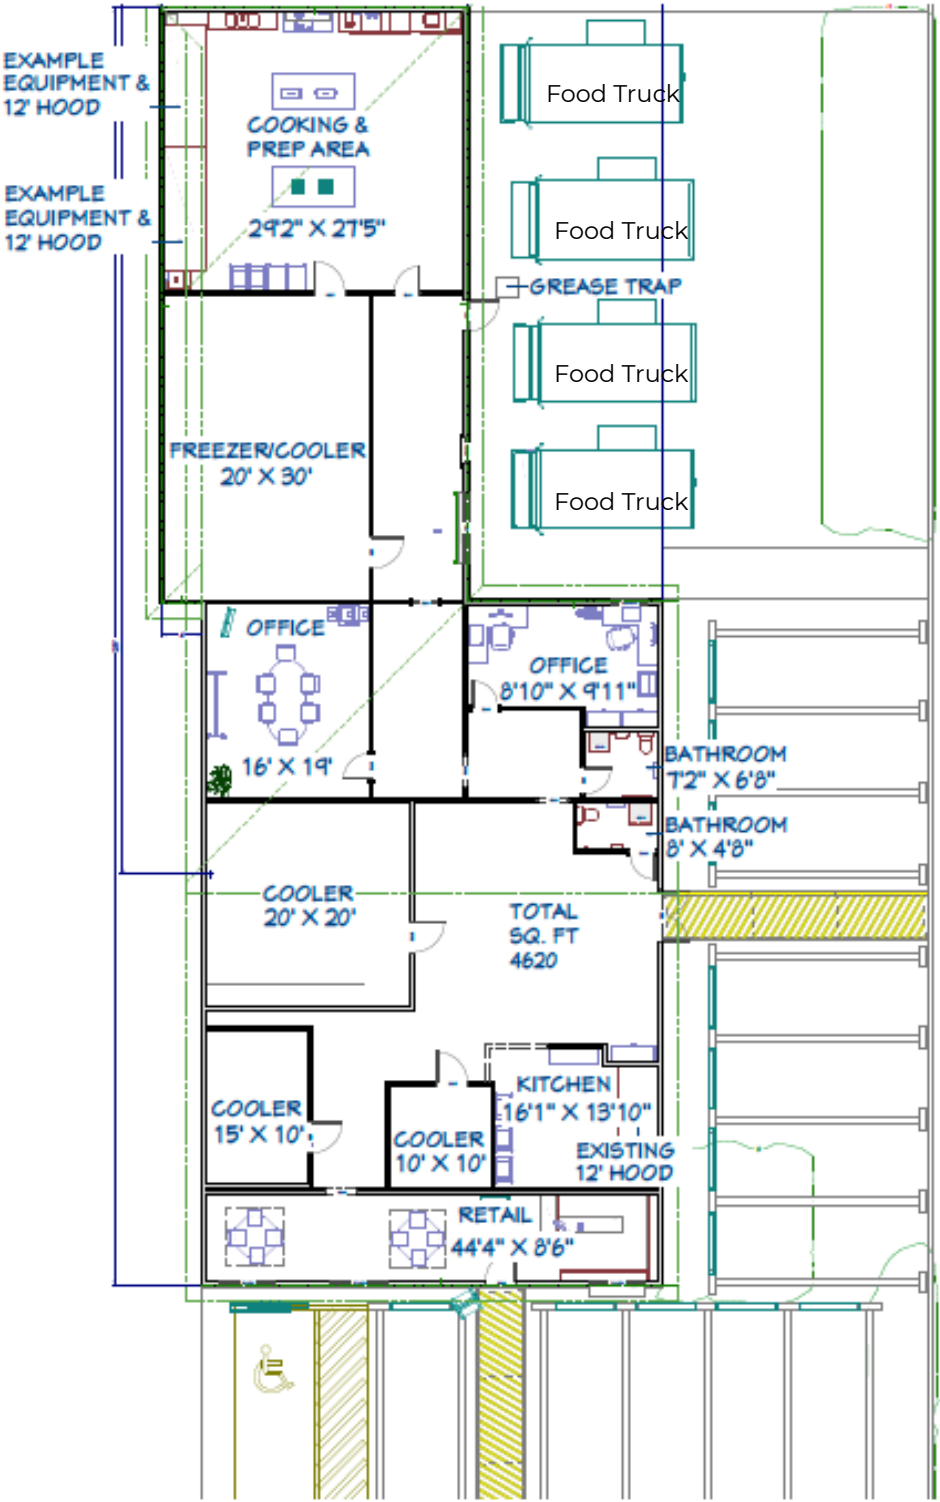 EXAMPLE
EQUIPMENT &
12' HOOD
EXAMPLE
EQUIPMENT &
12' HOOD
COOKING &
PREP AREA
29'2" X 27'5"
Food Truck
Food Truck
GREASE TRAP
Food Truck
Food Truck
FREEZER/COOLER
20' X 30'
OFFICE
16' X 19'
OFFICE
8'10" X 9'11"
BATHROOM
7'2" X 6'8"
BATHROOM
8' X 4'8"
COOLER
20' X 20'
TOTAL
SQ. FT
4620
COOLER
15' X 10'
COOLER
10' X 10'
KITCHEN
16'1" X 13'10"
EXISTING
12' HOOD
RETAIL
44'4" X 8'6"